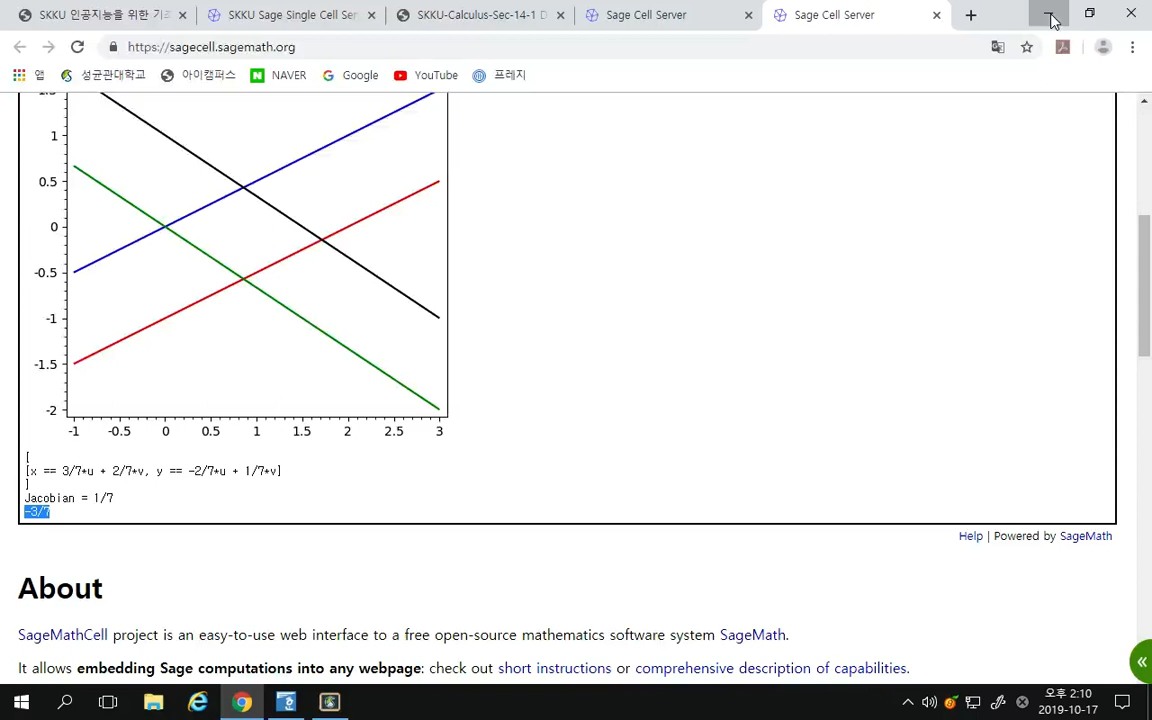 SKKU 인공지능을 위한 기초
SKKU Sage Single Cell Ser
SKKU-Calculus-Sec-14-1 D
Sage Cell Server
Sage Cell Server
https://sagecell.sagemath.org
앱
성균관대학교
아이캠퍼스
NAVER
Google
YouTube
프레지
1.5
1
0.5
0
-0.5
-1
-1.5
-2
-1 -0.5 0 0.5 1 1.5 2 2.5 3
[
[x == 3/7*u + 2/7*v, y == -2/7*u + 1/7*v]
]
Jacobian = 1/7
-3/7
Help | Powered by SageMath
About
SageMathCell project is an easy-to-use web interface to a free open-source mathematics software system SageMath.
It allows embedding Sage computations into any webpage: check out short instructions or comprehensive description of capabilities.
오후 2:10
2019-10-17